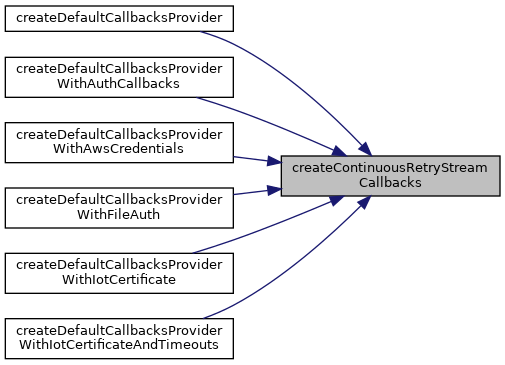 createDefaultCallbacksProvider
createDefaultCallbacksProvider
WithAuthCallbacks
createDefaultCallbacksProvider
WithAwsCredentials
createDefaultCallbacksProvider
WithFileAuth
createDefaultCallbacksProvider
WithIotCertificate
createDefaultCallbacksProvider
WithIotCertificateAndTimeouts
createContinuousRetryStream
Callbacks